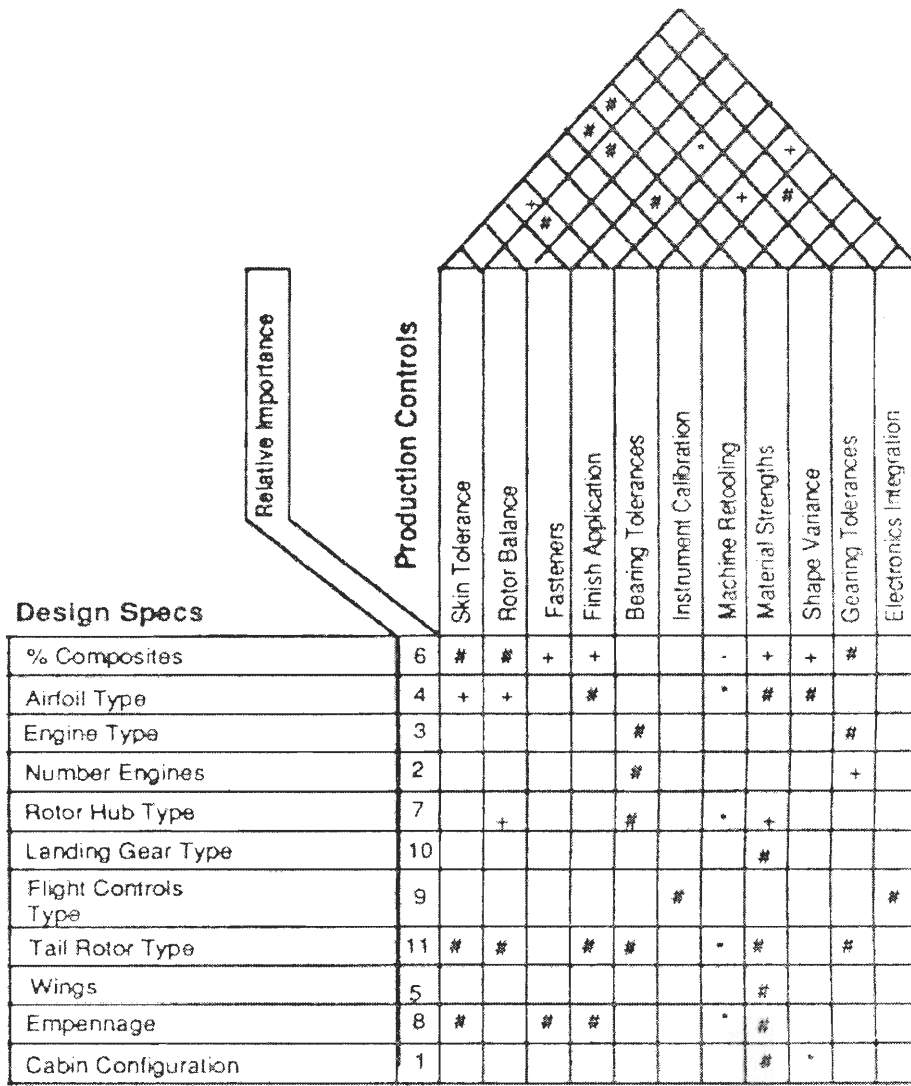 # 
# 
# * +
+ # + #
#
Relative Importance
Production Controls
Skin Tolerance
Rotor Balance
Fasteners
Finish Application
Bearing Tolerances
Instrument Calibration
Machine Retooling
Material Strengths
Shape Variance
Gearing Tolerances
Electronics Integration
Design Specs
% Composites 6 # # + + - + + #
Airfoil Type 4 + + # * # #
Engine Type 3 # #
Number Engines 2 # +
Rotor Hub Type 7 + # * +
Landing Gear Type 10 #
Flight Controls
Type 9 # #
Tail Rotor Type 11 # # # # * # #
Wings 5 #
Empennage 8 # # # * #
Cabin Configuration 1 # *